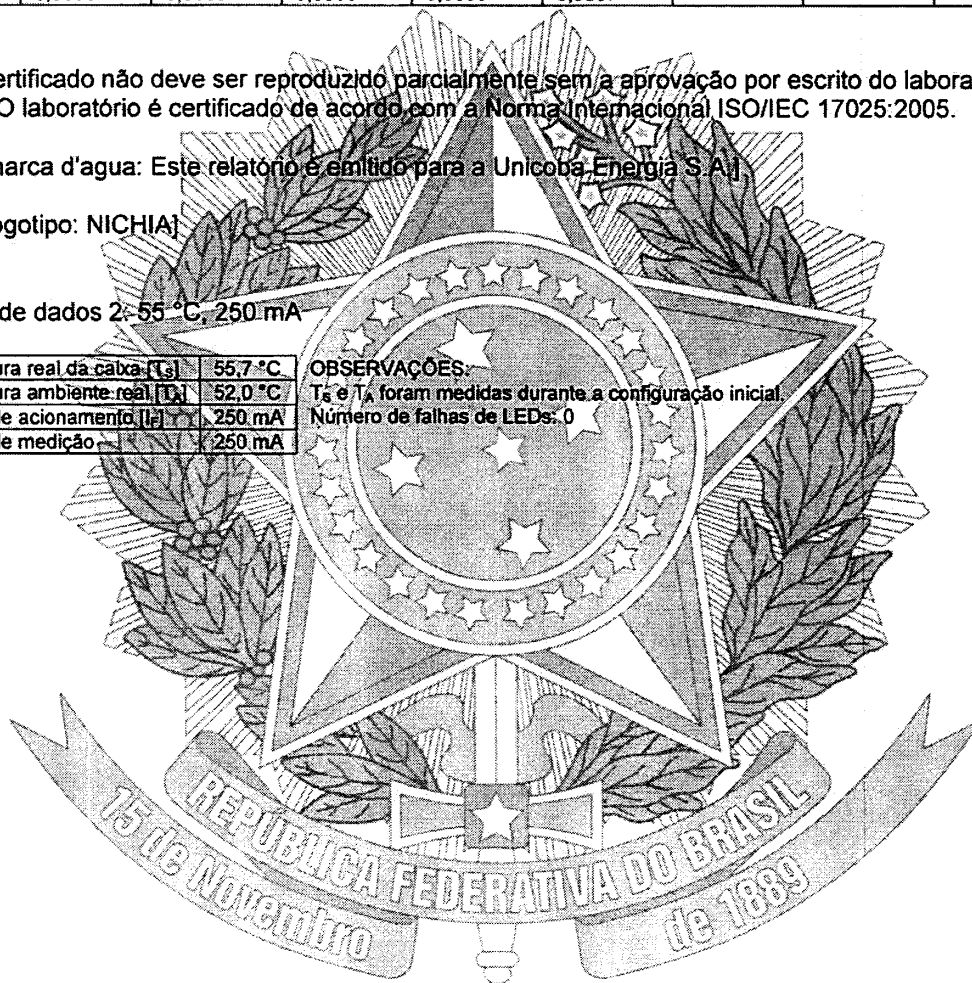 ertificado não deve ser reproduzido parcialmente sem a aprovação por escrito do labora
O laboratório é certificado de acordo com a Norma Internacional ISO/IEC 17025:2005.
marca d'agua: Este relatório é emitido para a Unicoba Energia S.A.]
ogotipo: NICHIA]
de dados 2: 55 °C, 250 mA
ura real da caixa [Ts] 55,7 °C
ura ambiente real [TA] 52,0 °C
de acionamento [IF] 250 mA
de medição 250 mA
OBSERVAÇÕES:
Ts e TA foram medidas durante a configuração inicial.
Número de falhas de LEDs: 0
REPÚBLICA FEDERATIVA DO BRASIL
15 de Novembro
de 1889